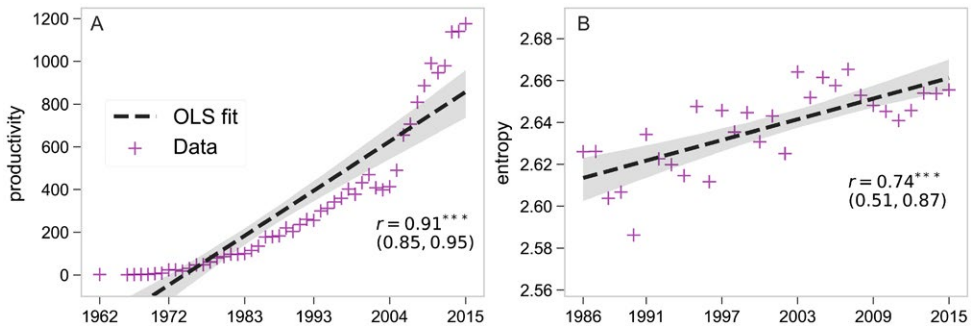 A
1200
1000
800
600
400
200
0
productivity
OLS fit
Data
r = 0.91***
(0.85, 0.95)
1962 1972 1983 1993 2004 2015
B
2.68
2.66
2.64
2.62
2.60
2.58
2.56
entropy
r = 0.74***
(0.51, 0.87)
1986 1991 1997 2003 2009 2015